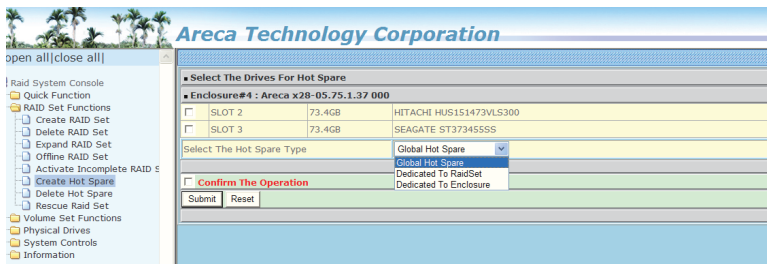 Areca Technology Corporation
open all|close all|
Raid System Console
Quick Function
RAID Set Functions
Create RAID Set
Delete RAID Set
Expand RAID Set
Offline RAID Set
Activate Incomplete RAID S
Create Hot Spare
Delete Hot Spare
Rescue Raid Set
Volume Set Functions
Physical Drives
System Controls
Information
Select The Drives For Hot Spare
Enclosure#4 : Areca x28-05.75.1.37 000
SLOT 2 73.4GB HITACHI HUS151473VLS300
SLOT 3 73.4GB SEAGATE ST373455SS
Select The Hot Spare Type Global Hot Spare
Global Hot Spare
Dedicated To RaidSet
Dedicated To Enclosure
Confirm The Operation
Submit Reset